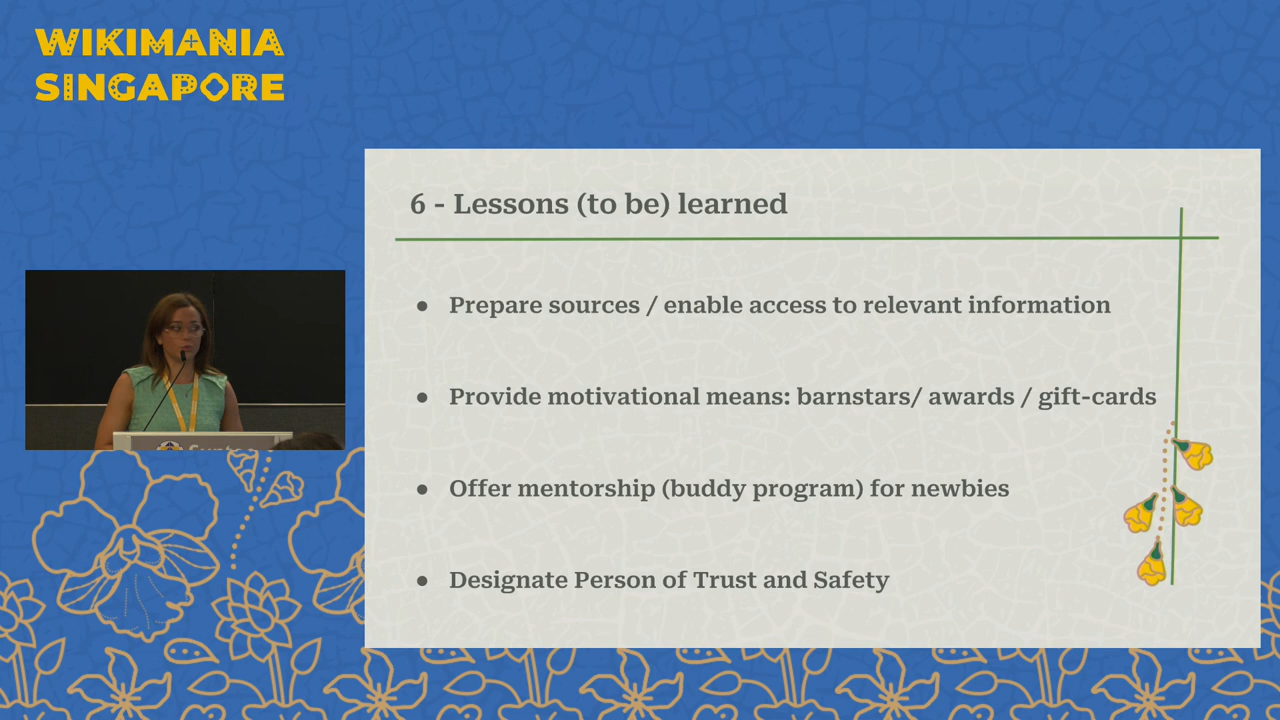 WIKIMANIA
SINGAPORE
6 - Lessons (to be) learned
● Prepare sources / enable access to relevant information
● Provide motivational means: barnstars/ awards / gift-cards
● Offer mentorship (buddy program) for newbies
● Designate Person of Trust and Safety